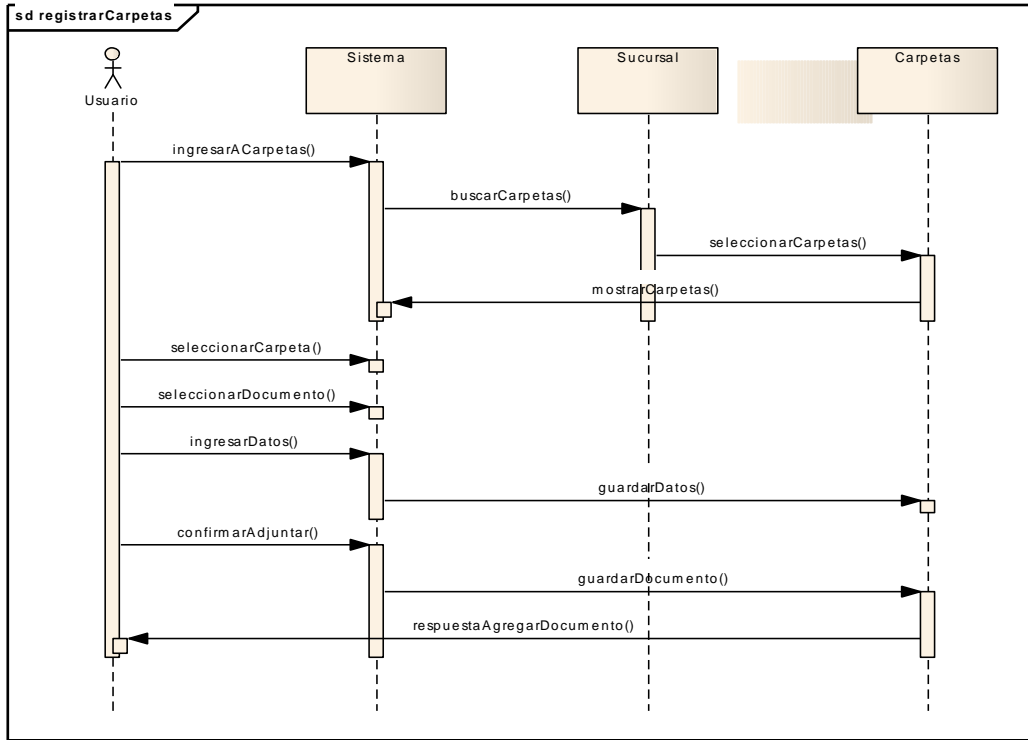 sd registrarCarpetas
Usuario
Sistema
Sucursal
Carpetas
ingresarACarpetas()
buscarCarpetas()
seleccionarCarpetas()
mostrarCarpetas()
seleccionarCarpeta()
seleccionarDocumento()
ingresarDatos()
guardarDatos()
confirmarAdjuntar()
guardarDocumento()
respuestaAgregarDocumento()